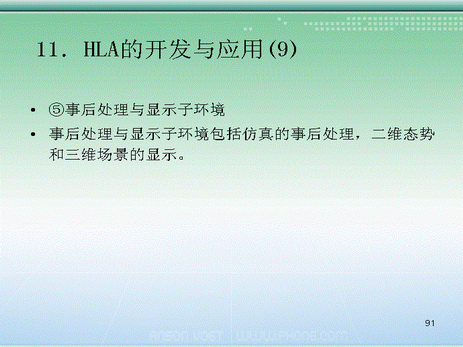 11. HLA的开发与应用(9)
• ⑤事后处理与显示子环境
• 事后处理与显示子环境包括仿真的事后处理，二维态势
和三维场景的显示。
91